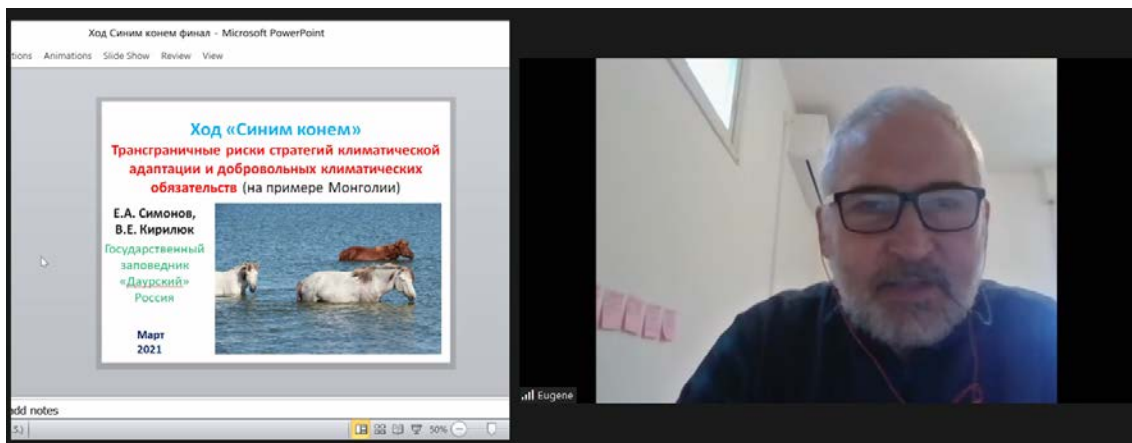 Ход Синим конем финал - Microsoft PowerPoint
tions Animations Slide Show Review View
Ход «Синим конем»
Трансграничные риски стратегий климатической
адаптации и добровольных климатических
обязательств (на примере Монголии)
Е.А. Симонов,
В.Е. Кирилюк
Государственный
заповедник
«Даурский»
Россия
Март
2021
add notes
S.)
50%
Eugene